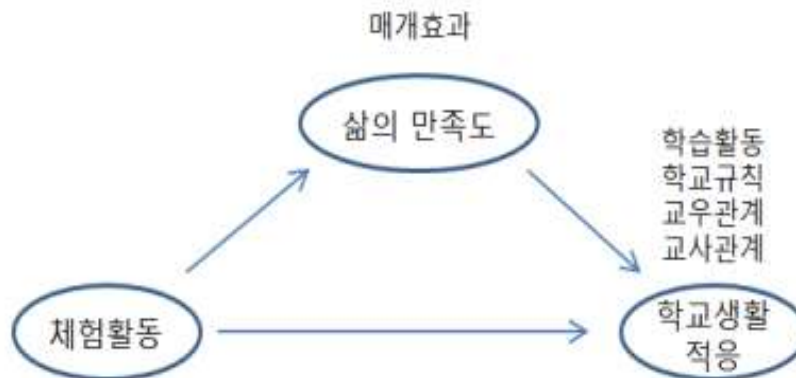 매개효과
삶의 만족도
학습활동
학교규칙
교우관계
교사관계
체험활동
학교생활
적응